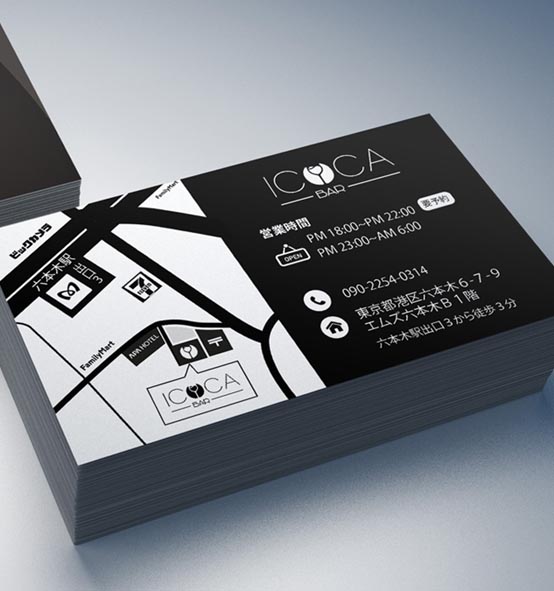 ICOCA
BAR
営業時間
PM 18:00~PM 22:00 要予約
OPEN
PM 23:00~AM 6:00
090-2254-0314
東京都港区六本木6-7-9
エムズ六本木B1階
六本木駅出口3から徒歩3分
FamilyMart
ビックカメラ
六本木駅
出口3
7
FamilyMart
APA HOTEL
〒
ICOCA
BAR